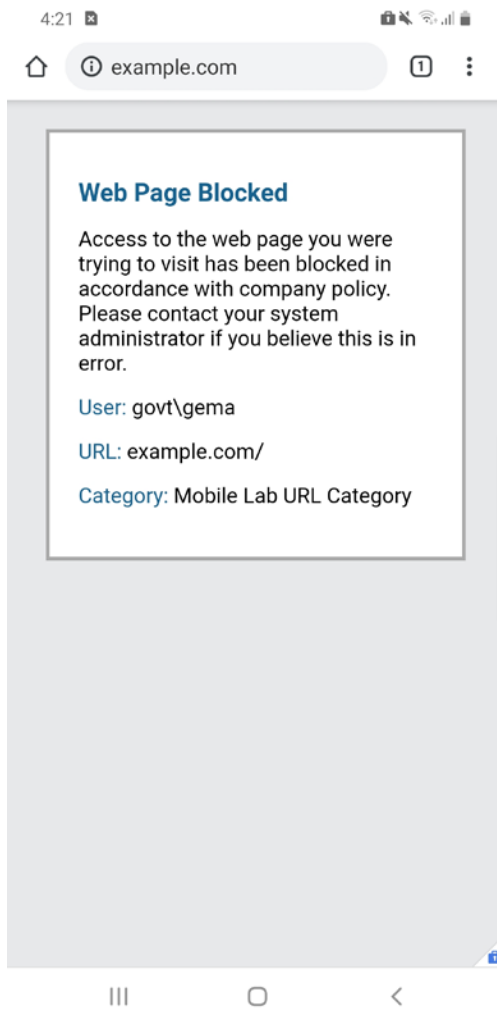 4:21
example.com
1
Web Page Blocked
Access to the web page you were
trying to visit has been blocked in
accordance with company policy.
Please contact your system
administrator if you believe this is in
error.
User: govt\gema
URL: example.com/
Category: Mobile Lab URL Category